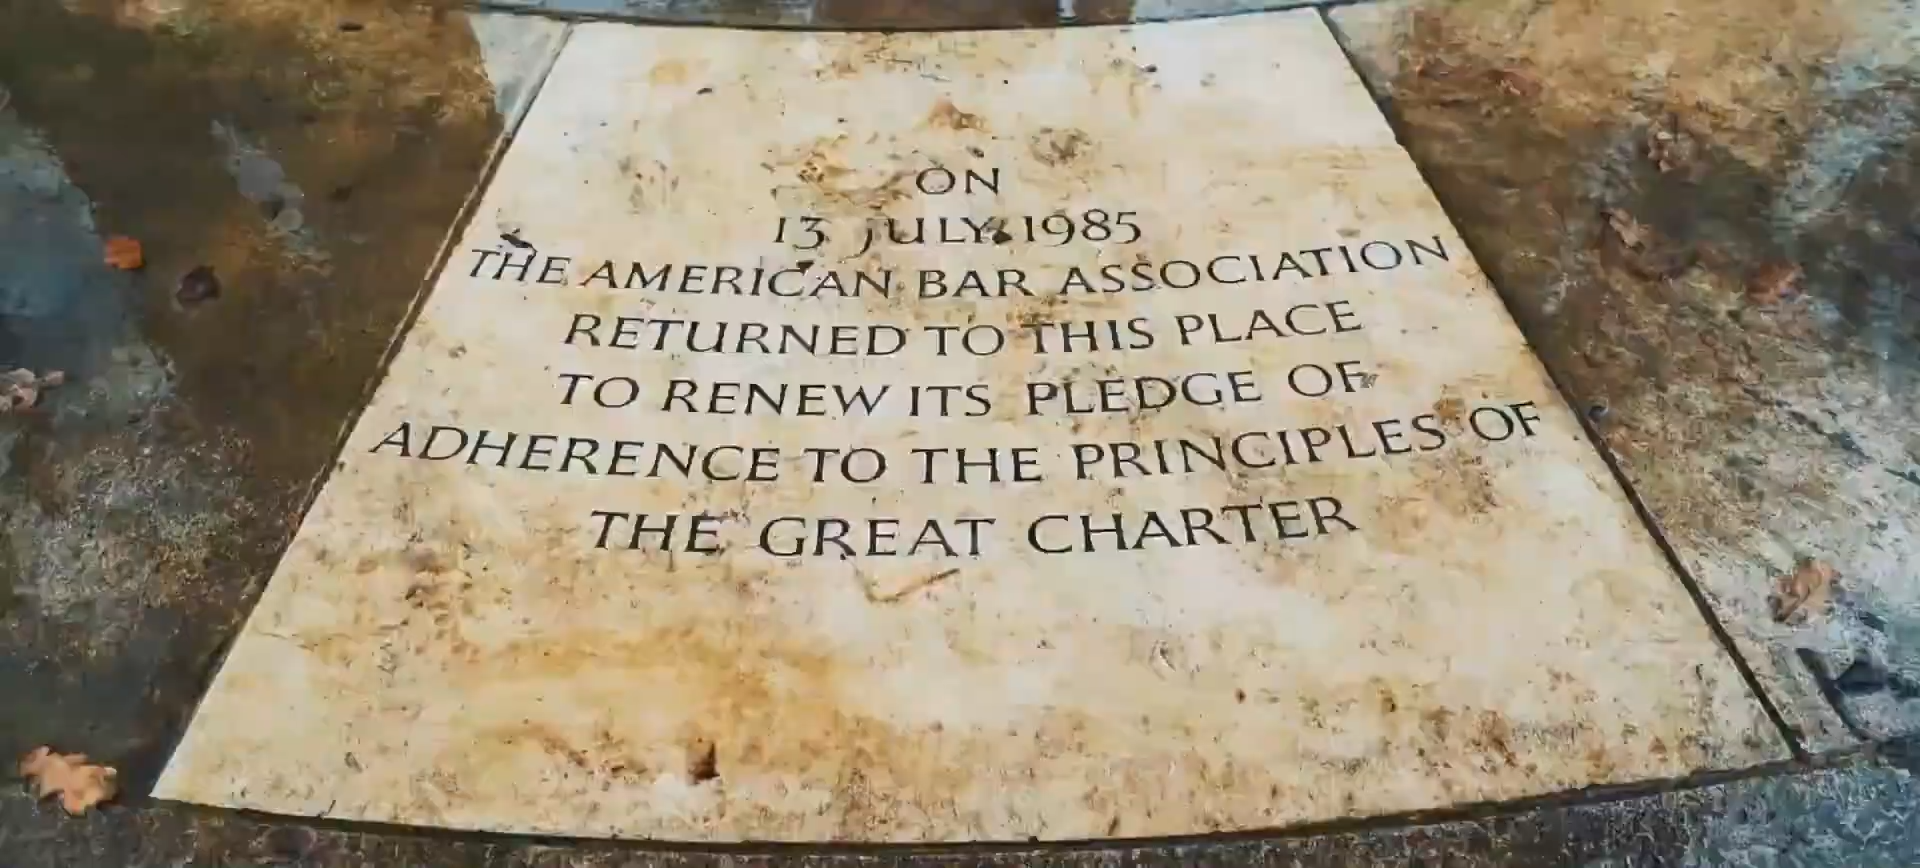 ON
13 JULY 1985
THE AMERICAN BAR ASSOCIATION
RETURNED TO THIS PLACE
TO RENEW ITS PLEDGE OF
ADHERENCE TO THE PRINCIPLES OF
THE GREAT CHARTER